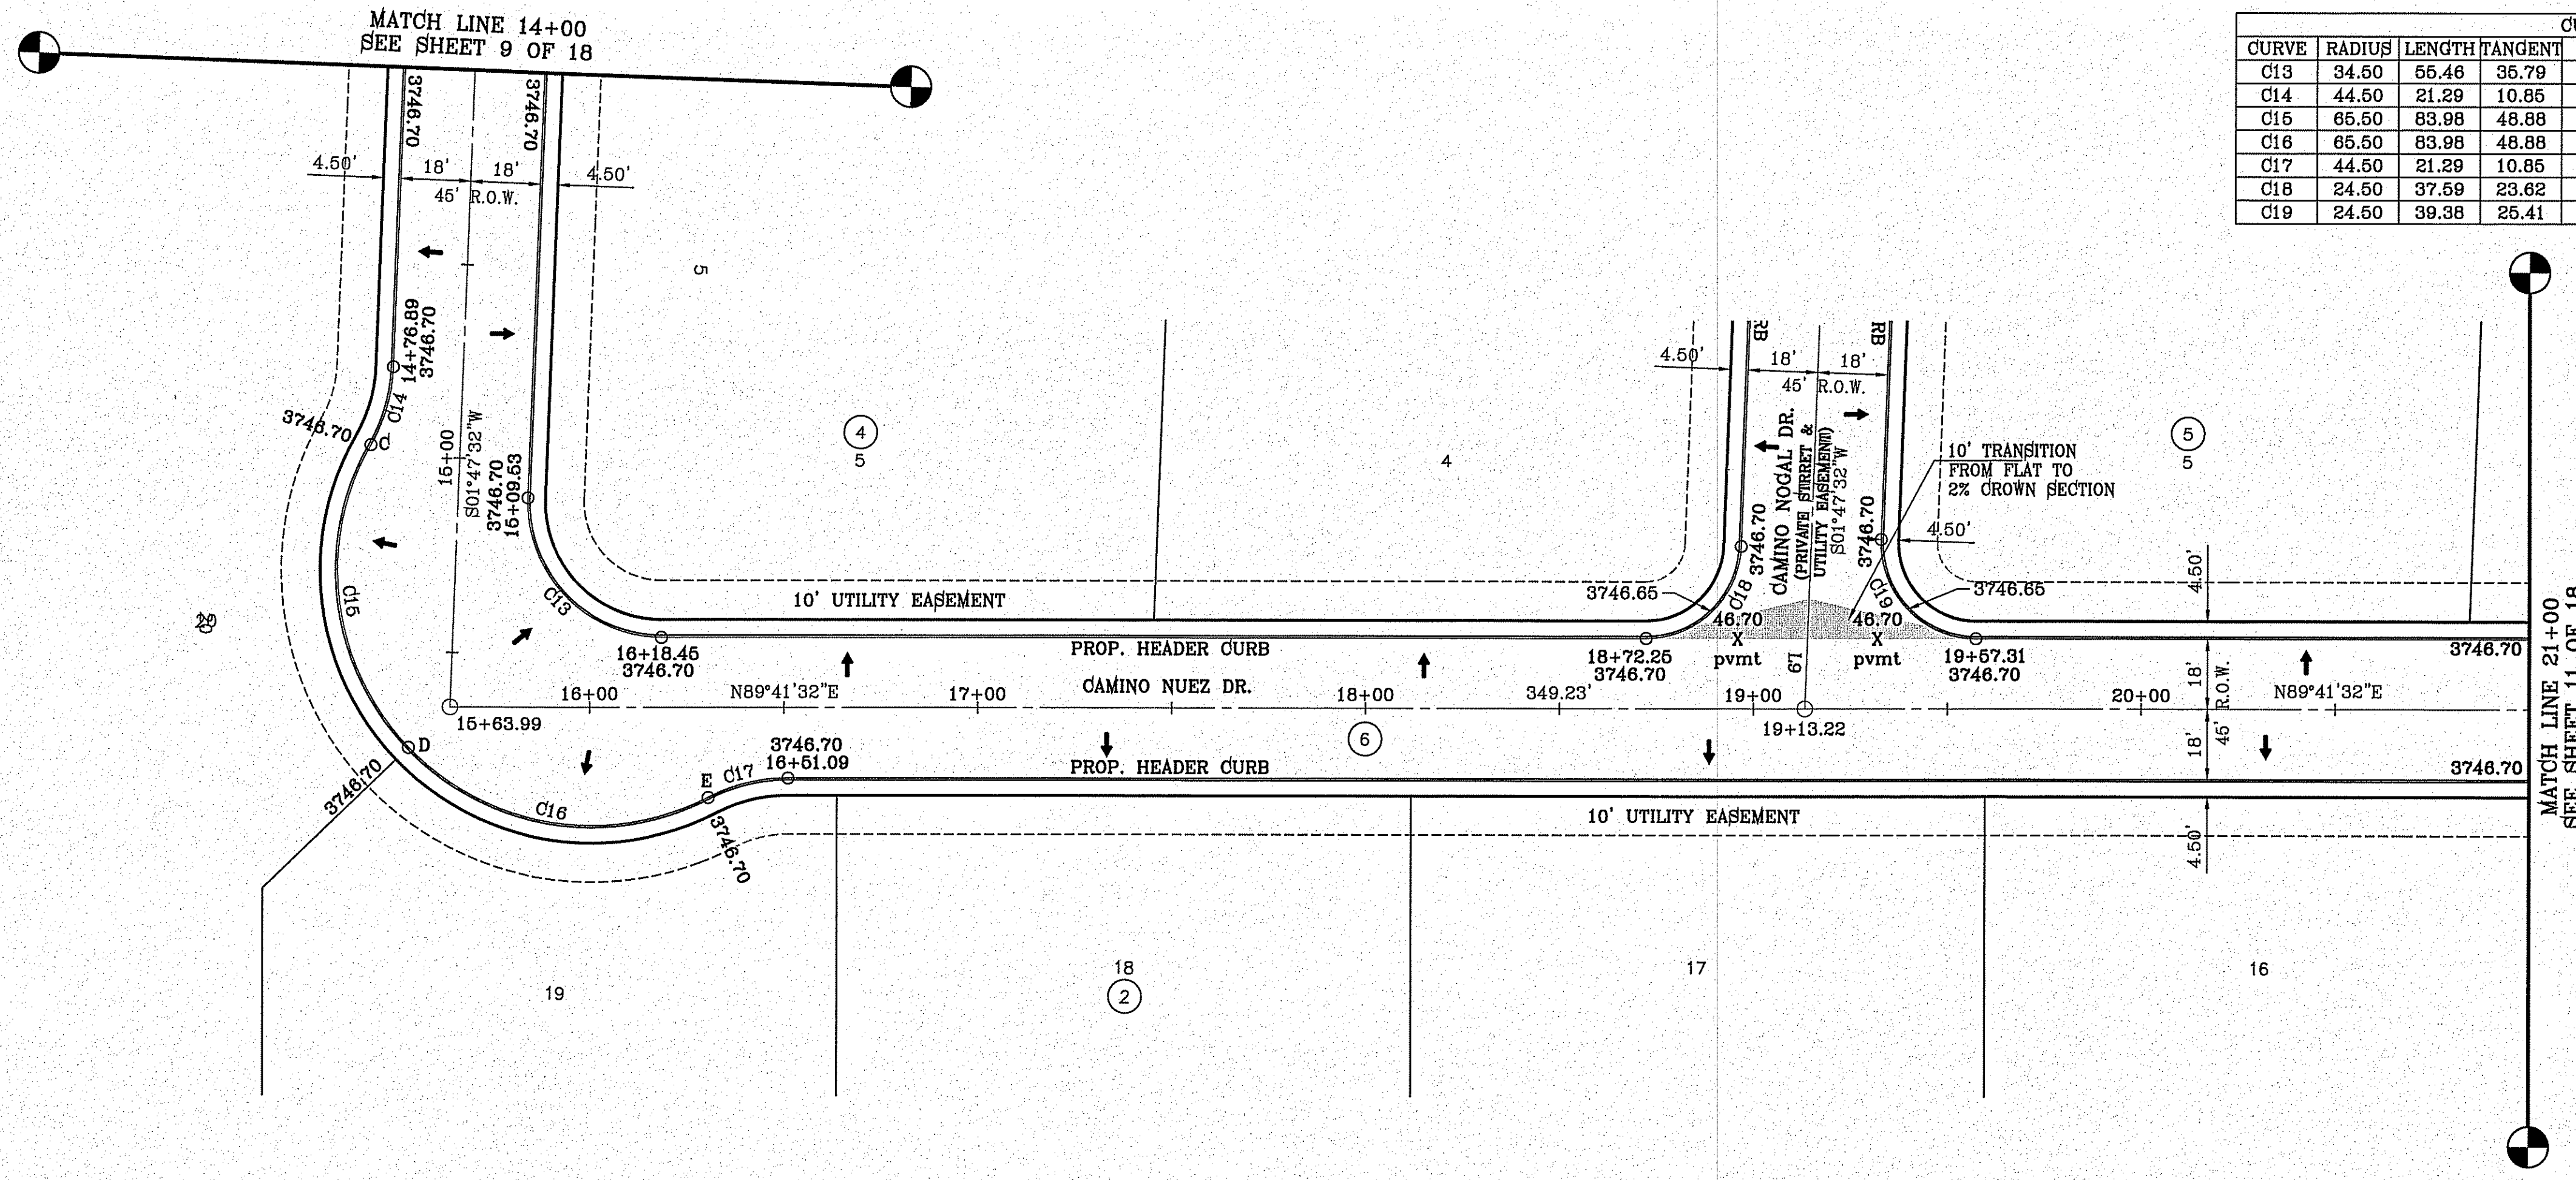 MATCH LINE 14+00
SEE SHEET 9 OF 18
CURVE RADIUS LENGTH TANGENT
C13 34.50 55.46 35.79
C14 44.50 21.29 10.85
C15 65.50 83.98 48.88
C16 65.50 83.98 48.88
C17 44.50 21.29 10.85
C18 24.50 37.59 23.62
C19 24.50 39.38 25.41
3746.70
3746.70
4.50'
18'
18'
4.50'
45' R.O.W.
5
14+76.89
3746.70
C14
3746.70
C
15+00
S01°47'32"W
3746.70
15+09.53
4
5
4
4.50'
18'
18'
45' R.O.W.
RB
RB
CAMINO NOGAL DR.
(PRIVATE STRRET &
UTILITY EASEMENT)
S01°47'32"W
10' TRANSITION
FROM FLAT TO
2% CROWN SECTION
5
5
3746.70
3746.70
4.50'
4.50'
C15
C13
10' UTILITY EASEMENT
3746.65
C18
C19
3746.65
46.70
X
pvmt
46.70
X
pvmt
16+18.45
3746.70
PROP. HEADER CURB
18+72.25
3746.70
19+57.31
3746.70
3746.70
CAMINO NUEZ DR.
15+63.99
16+00
N89°41'32"E
17+00
18+00
349.23'
19+00
19+13.22
20+00
N89°41'32"E
18'
18'
45' R.O.W.
6
D
3746.70
C16
E
C17
3746.70
16+51.09
3746.70
PROP. HEADER CURB
3746.70
10' UTILITY EASEMENT
4.50'
MATCH LINE 21+00
SEE SHEET 11 OF 18
19
18
2
17
16